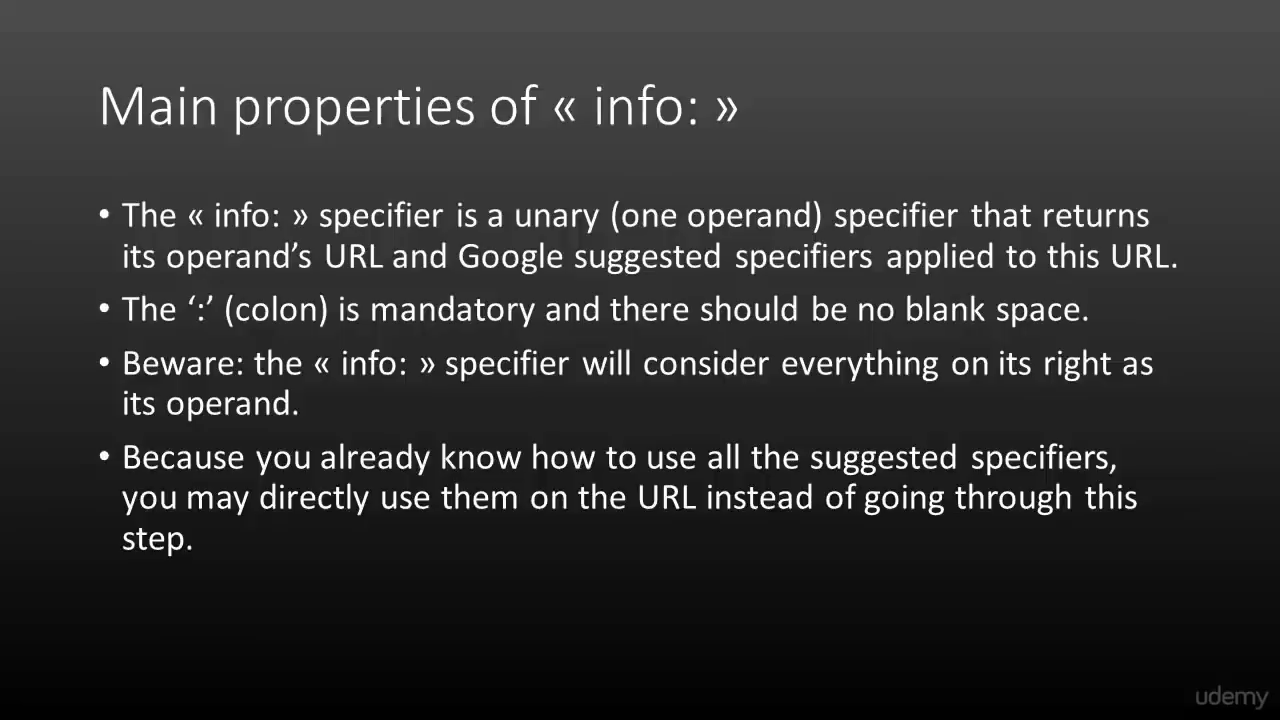 Main properties of « info: »
• The « info: » specifier is a unary (one operand) specifier that returns
its operand’s URL and Google suggested specifiers applied to this URL.
• The ‘:’ (colon) is mandatory and there should be no blank space.
• Beware: the « info: » specifier will consider everything on its right as
its operand.
• Because you already know how to use all the suggested specifiers,
you may directly use them on the URL instead of going through this
step.
udemy